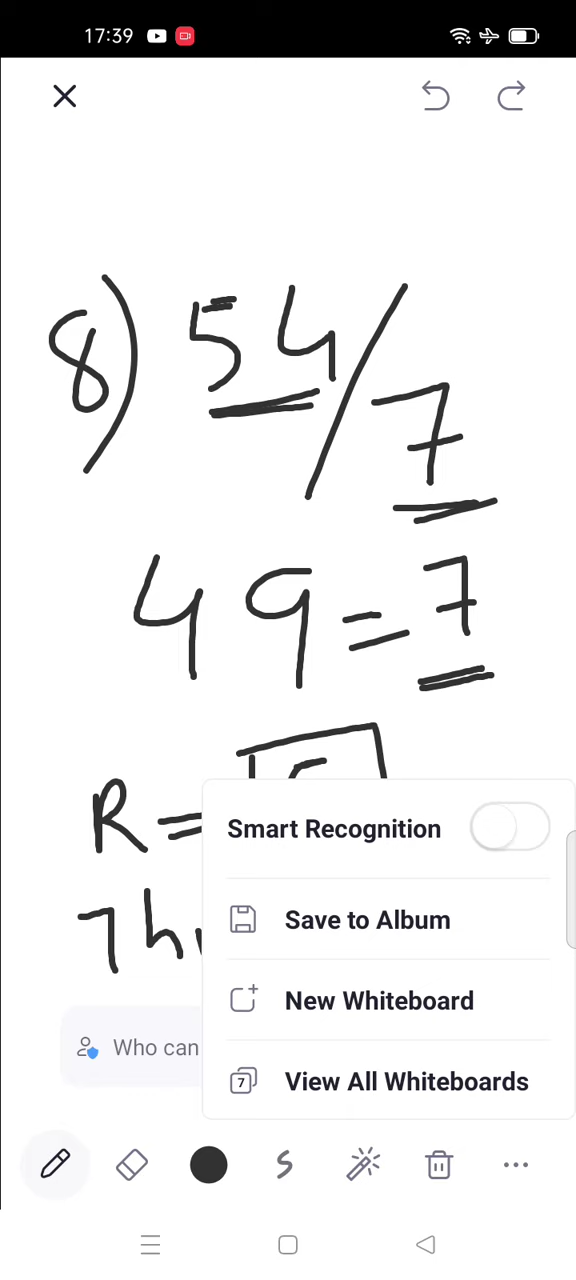 17:39
8) 54/7
49=7
R=
Th
Smart Recognition
Save to Album
New Whiteboard
7 View All Whiteboards
Who can